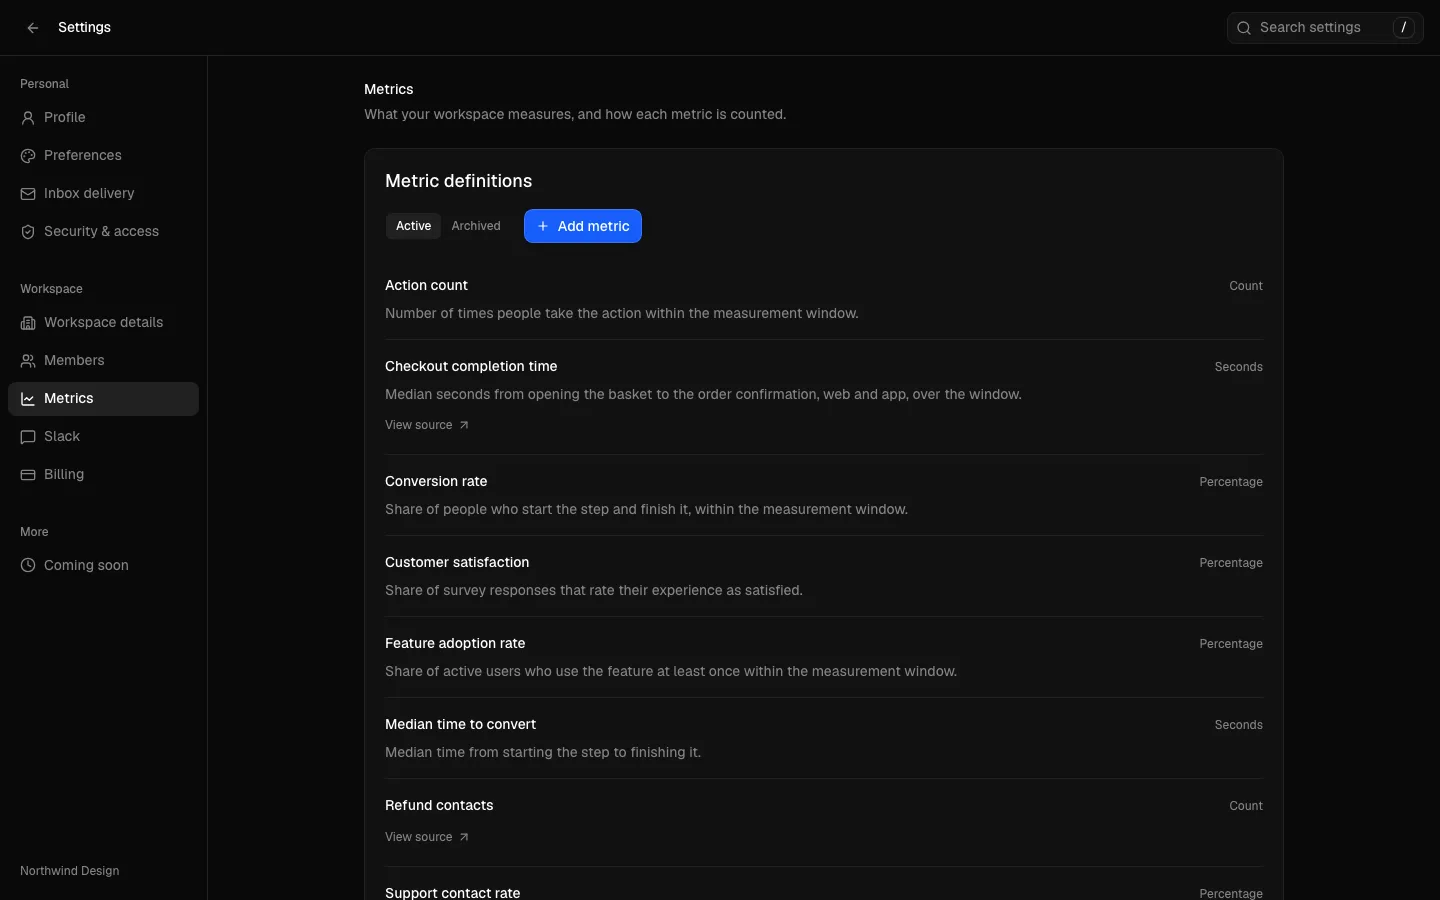 Settings
Search settings /
Personal
Profile
Preferences
Inbox delivery
Security & access
Workspace
Workspace details
Members
Metrics
Slack
Billing
More
Coming soon
Northwind Design
Metrics
What your workspace measures, and how each metric is counted.
Metric definitions
Active Archived + Add metric
Action count Count
Number of times people take the action within the measurement window.
Checkout completion time Seconds
Median seconds from opening the basket to the order confirmation, web and app, over the window.
View source
Conversion rate Percentage
Share of people who start the step and finish it, within the measurement window.
Customer satisfaction Percentage
Share of survey responses that rate their experience as satisfied.
Feature adoption rate Percentage
Share of active users who use the feature at least once within the measurement window.
Median time to convert Seconds
Median time from starting the step to finishing it.
Refund contacts Count
View source
Support contact rate Percentage